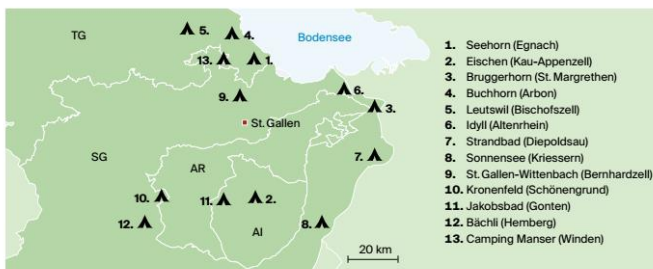 TG
5.
4.
Bodensee
13.
1.
9.
6.
3.
St.Gallen
SG
AR
7.
10.
11.
2.
12.
AI
8.
20 km
1. Seehorn (Egnach)
2. Eischen (Kau-Appenzell)
3. Bruggerhorn (St. Margrethen)
4. Buchhorn (Arbon)
5. Leutswil (Bischofszell)
6. Idyll (Altenrhein)
7. Strandbad (Diepoldsau)
8. Sonnensee (Kriessern)
9. St.Gallen-Wittenbach (Bernhardzell)
10. Kronenfeld (Schönengrund)
11. Jakobsbad (Gonten)
12. Bächli (Hemberg)
13. Camping Manser (Winden)